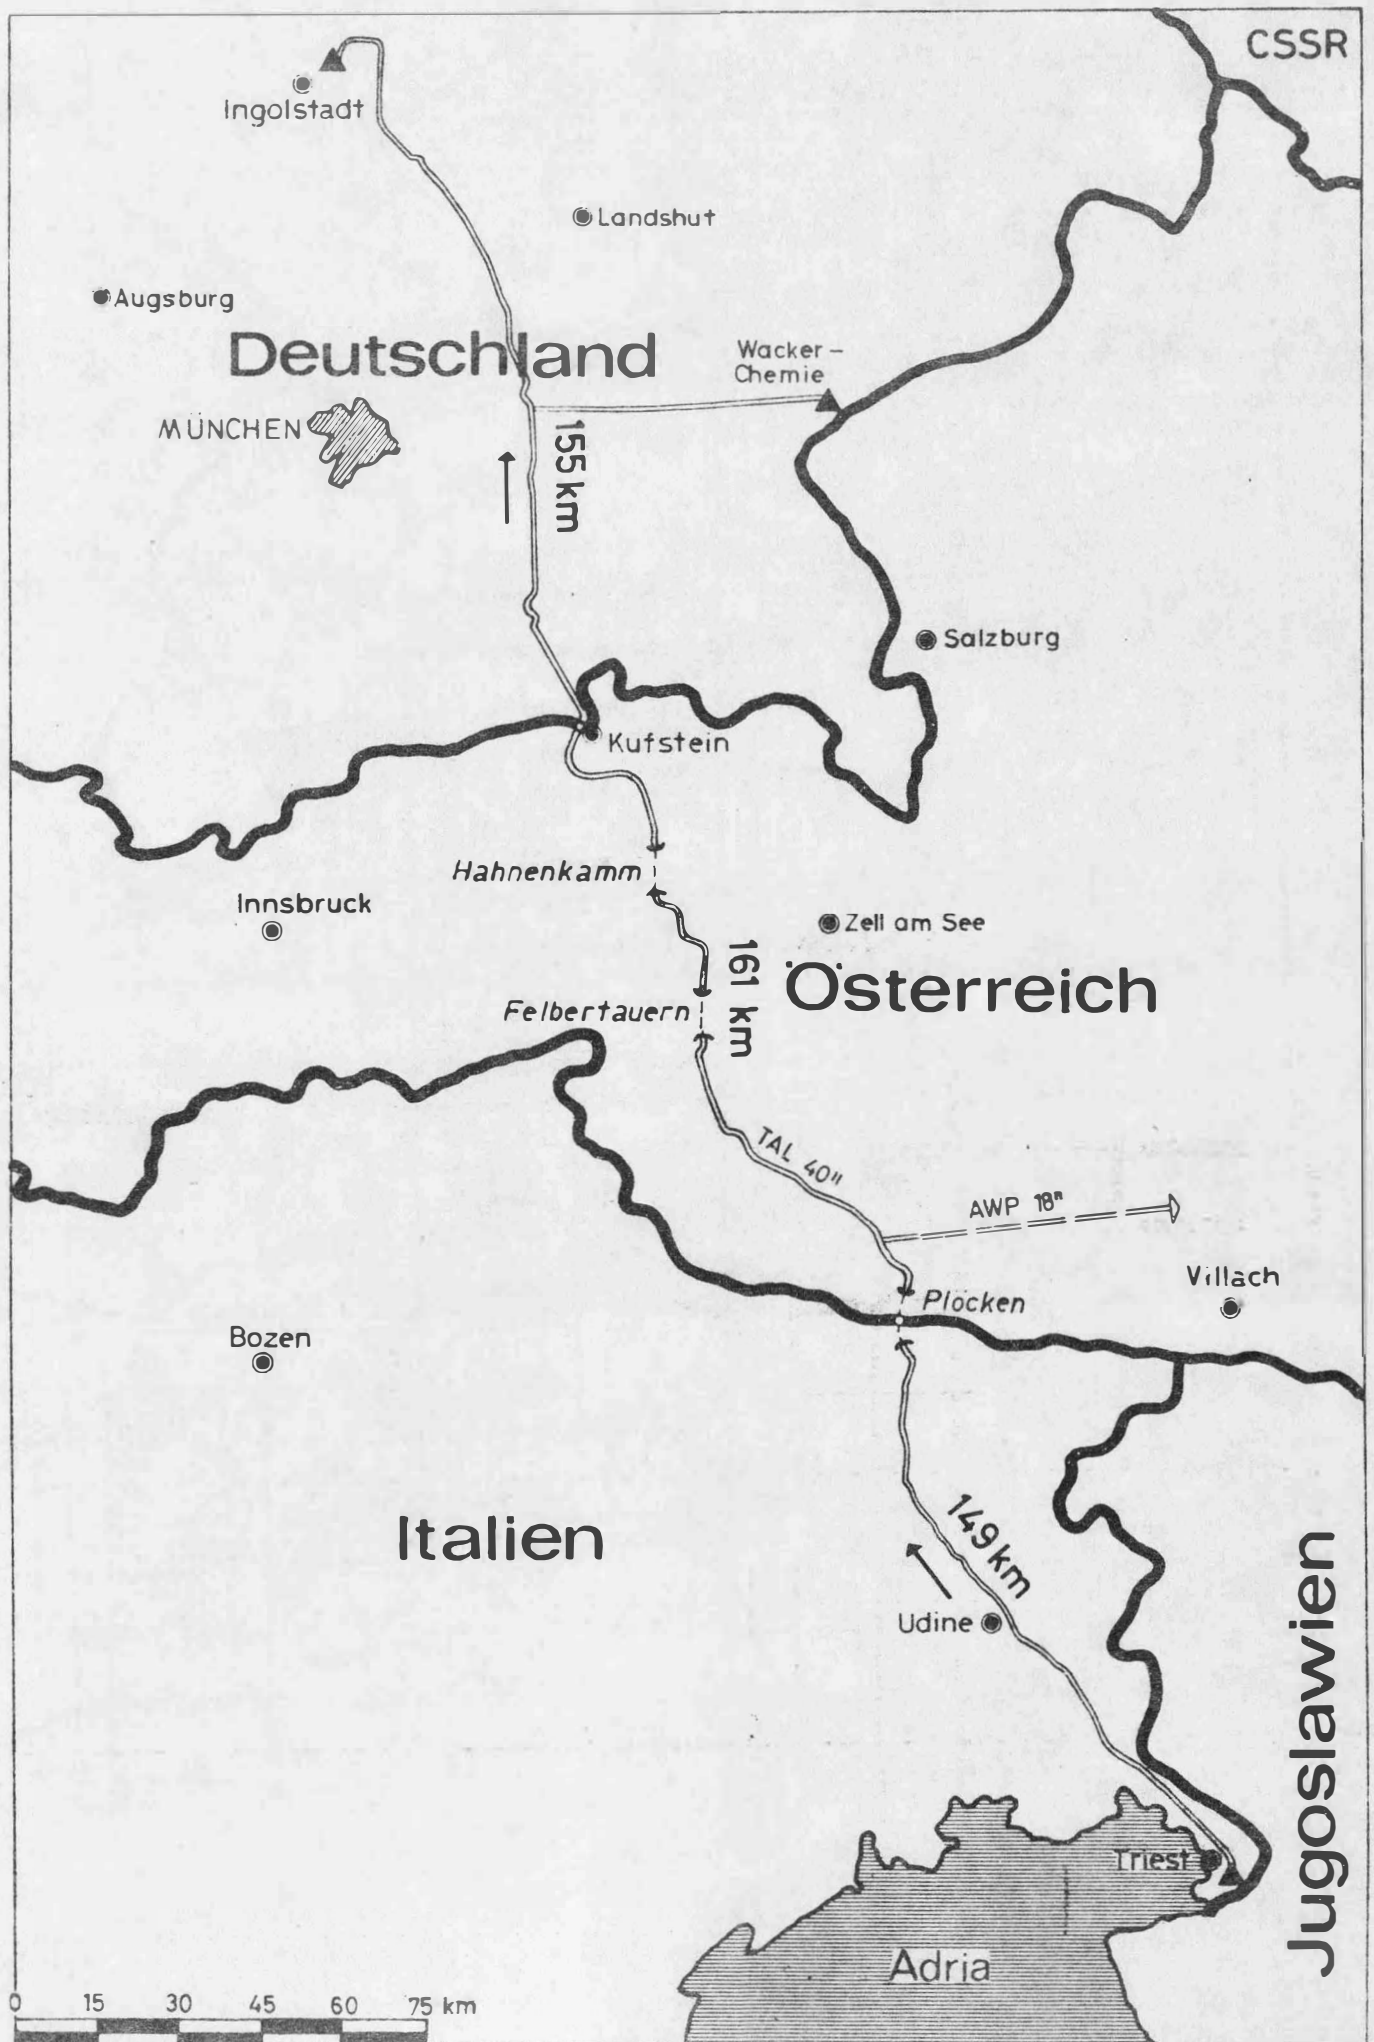 CSSR
Ingolstadt
Landshut
Augsburg
Deutschland
Wacker-
Chemie
MÜNCHEN
155 km
Salzburg
Kufstein
Hahnenkamm
Innsbruck
Zell am See
161 km
Österreich
Felbertauern
TAL 40"
AWP 18"
Villach
Plöcken
Bozen
149 km
Italien
Udine
Jugoslawien
Triest
Adria
0 15 30 45 60 75 km